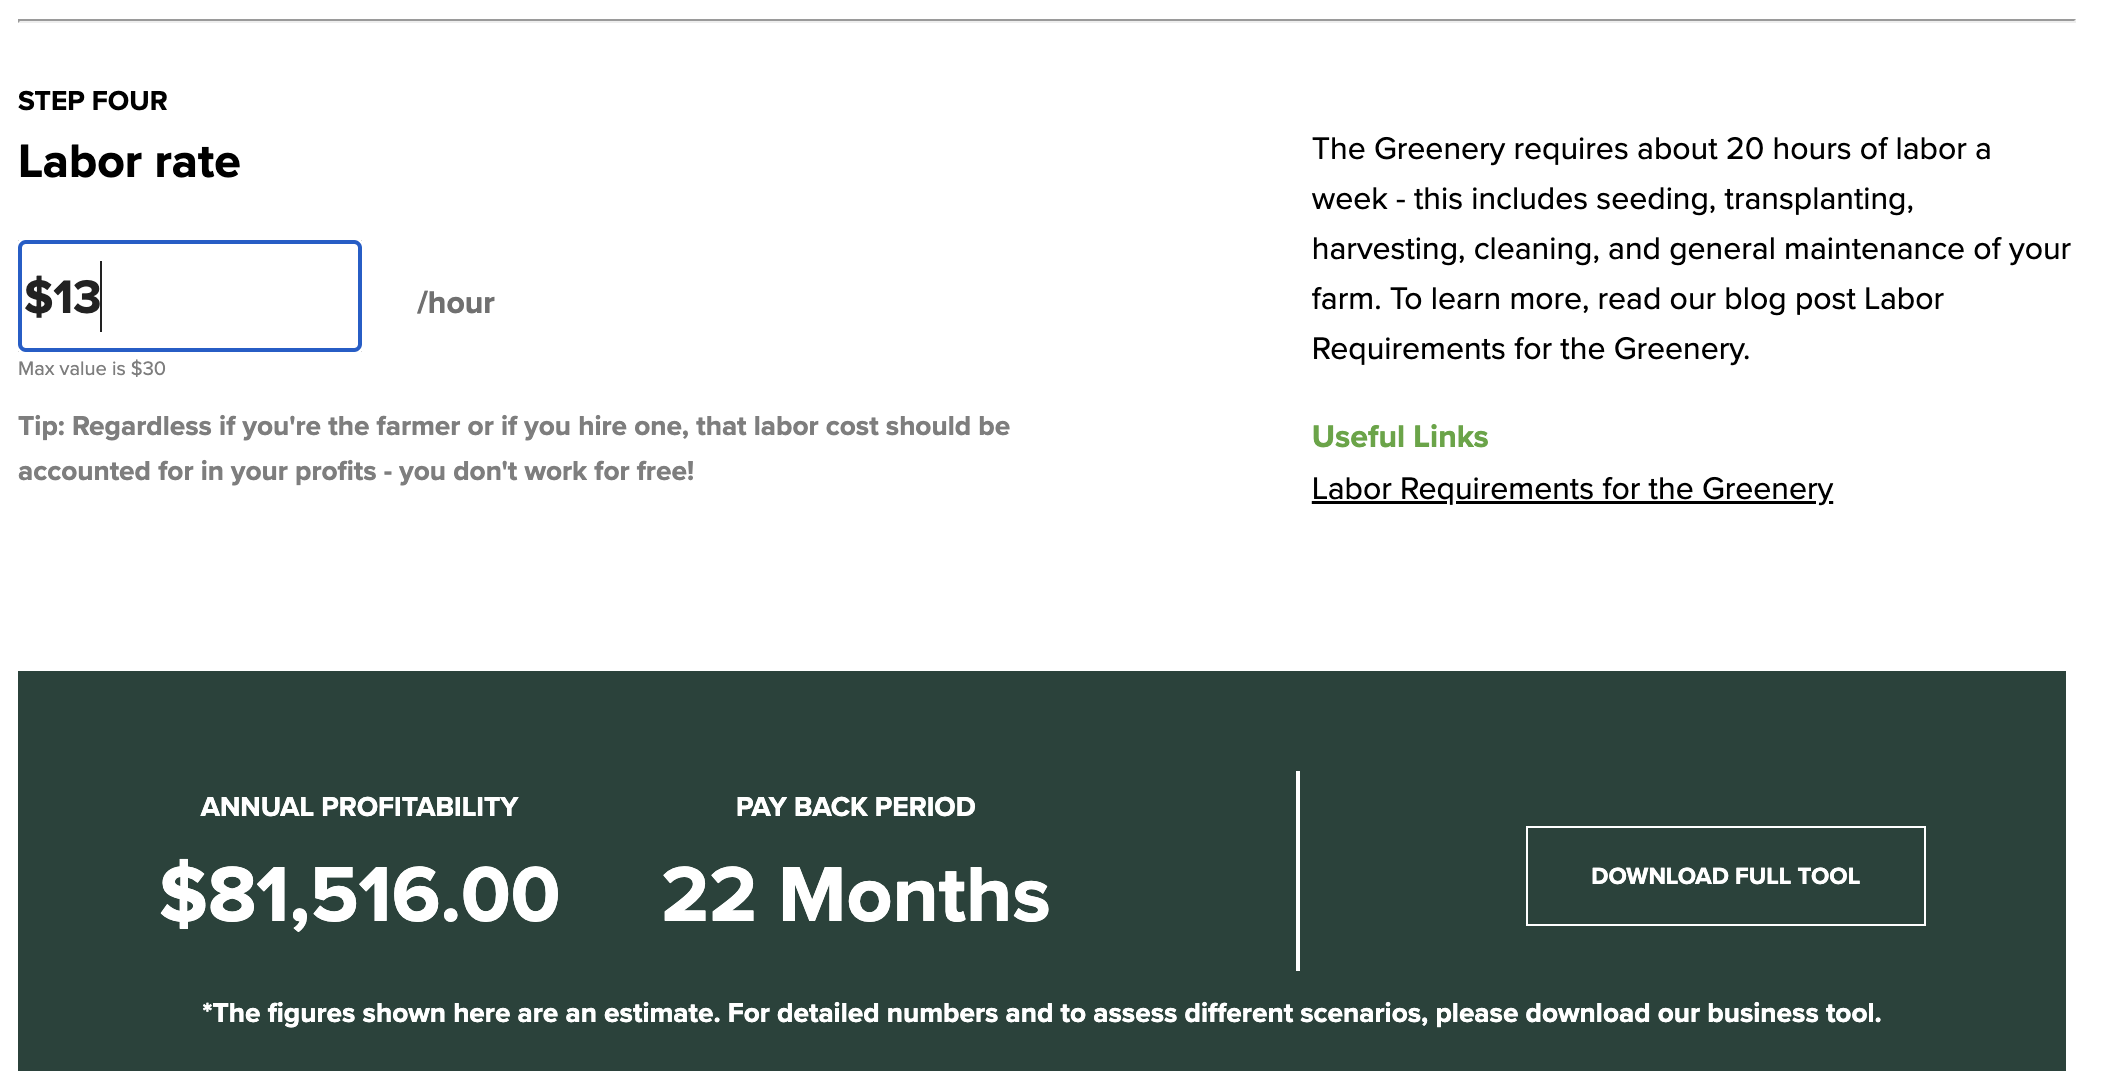 STEP FOUR
Labor rate
$13
/hour
Max value is $30
Tip: Regardless if you're the farmer or if you hire one, that labor cost should be
accounted for in your profits - you don't work for free!
The Greenery requires about 20 hours of labor a
week - this includes seeding, transplanting,
harvesting, cleaning, and general maintenance of your
farm. To learn more, read our blog post Labor
Requirements for the Greenery.
Useful Links
Labor Requirements for the Greenery
ANNUAL PROFITABILITY
$81,516.00
PAY BACK PERIOD
22 Months
DOWNLOAD FULL TOOL
*The figures shown here are an estimate. For detailed numbers and to assess different scenarios, please download our business tool.